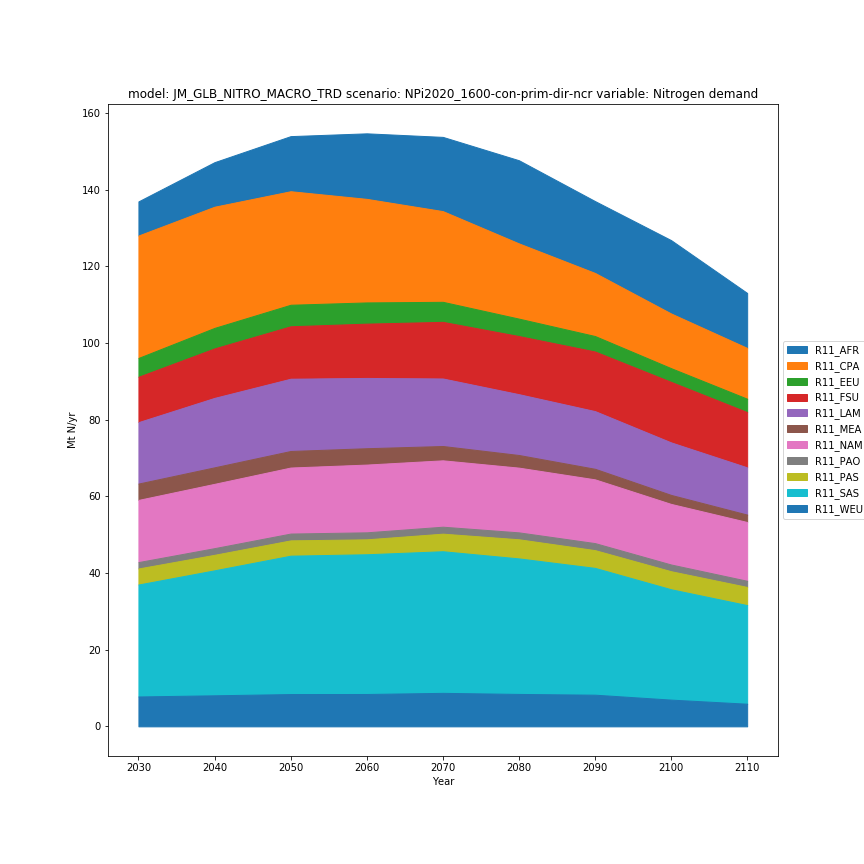 model: JM_GLB_NITRO_MACRO_TRD scenario: NPi2020_1600-con-prim-dir-ncr variable: Nitrogen demand
160
140
120
100
80
60
40
20
0
Mt N/yr
2030 2040 2050 2060 2070 2080 2090 2100 2110
Year
R11_AFR
R11_CPA
R11_EEU
R11_FSU
R11_LAM
R11_MEA
R11_NAM
R11_PAO
R11_PAS
R11_SAS
R11_WEU